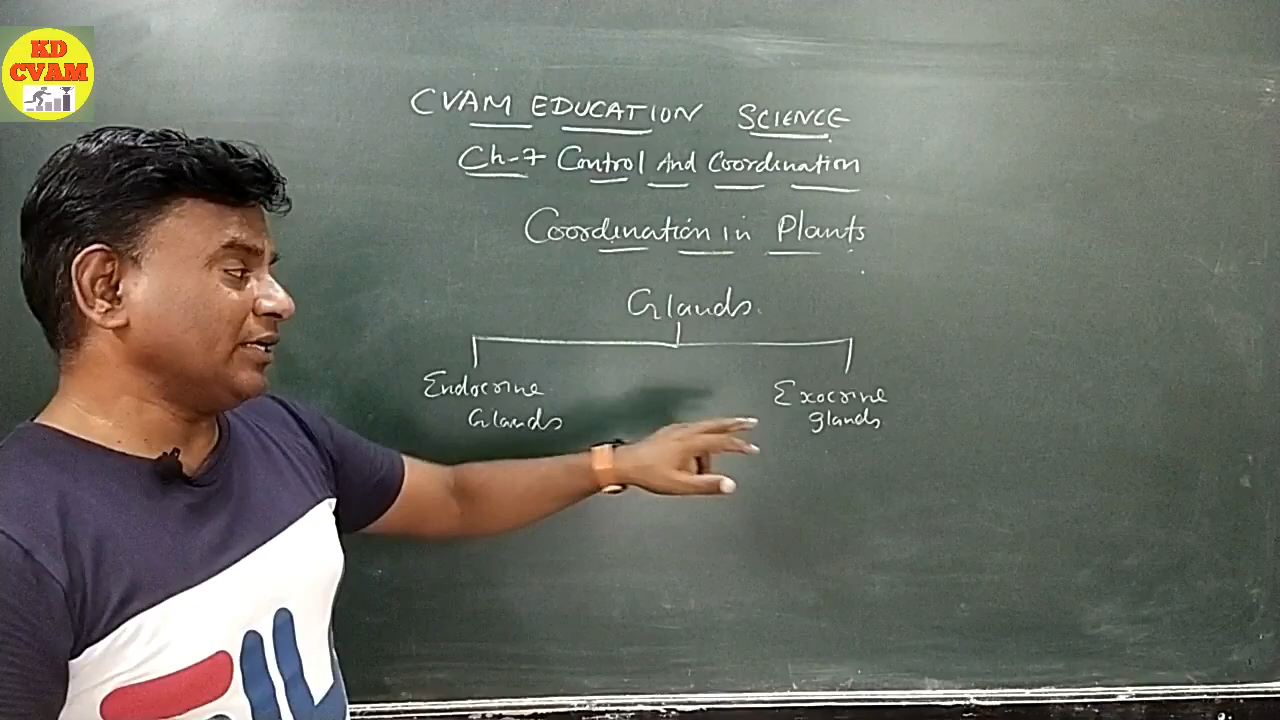 KD
CVAM
CVAM EDUCATION SCIENCE
Ch-7 Control And Coordination
Coordination in Plants
Glands.
Endocrine
Glands
Exocrine
glands